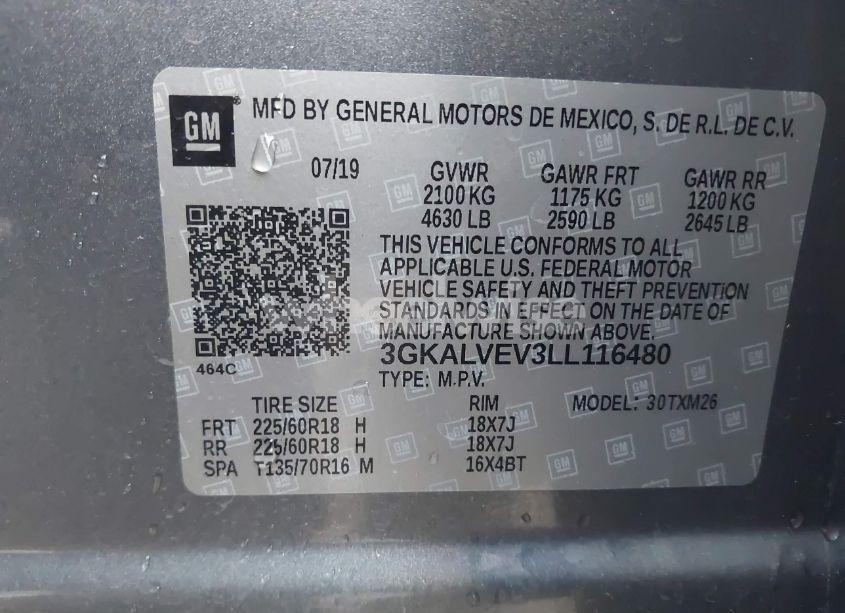 GM® MFD BY GENERAL MOTORS DE MEXICO, S. DE R.L. DE C.V.
07/19 GVWR GAWR FRT GAWR RR
2100 KG 1175 KG 1200 KG
4630 LB 2590 LB 2645 LB
THIS VEHICLE CONFORMS TO ALL
APPLICABLE U.S. FEDERAL MOTOR
VEHICLE SAFETY AND THEFT PREVENTION
STANDARDS IN EFFECT ON THE DATE OF
MANUFACTURE SHOWN ABOVE.
3GKALVEV3LL116480
464C
TYPE: M.P.V.
TIRE SIZE RIM MODEL: 30TXM26
FRT 225/60R18 H 18X7J
RR 225/60R18 H 18X7J
SPA T135/70R16 M 16X4BT